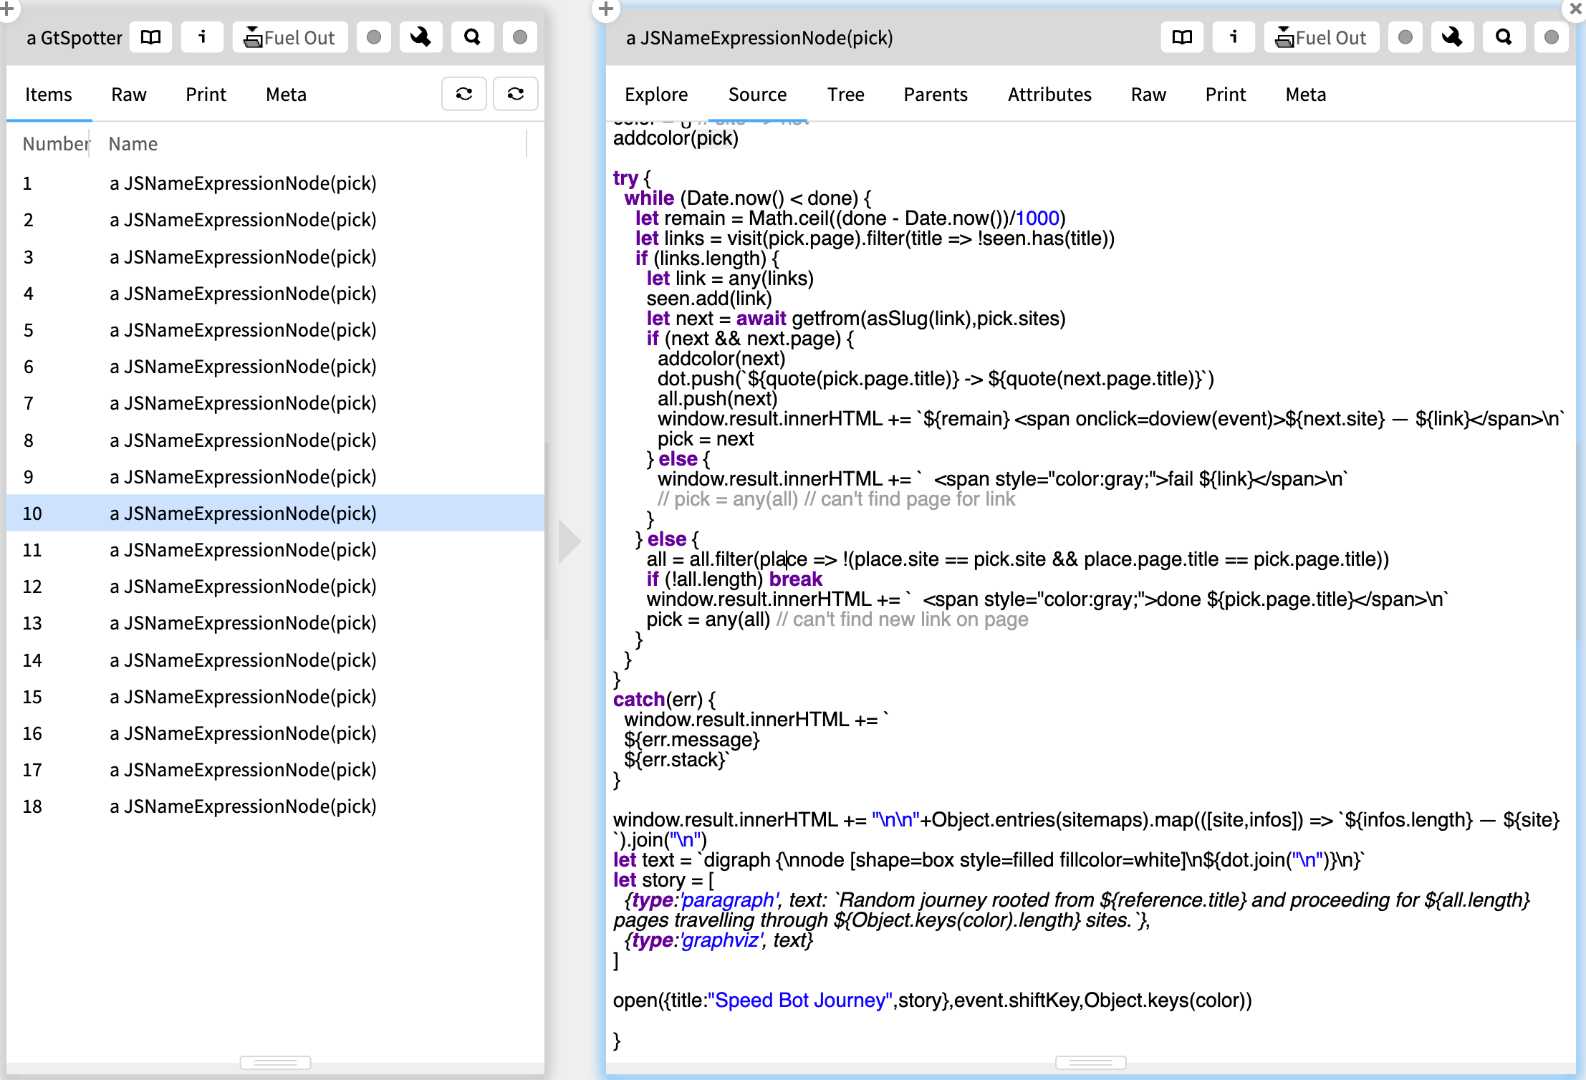 a GtSpotter
i
Fuel Out
Items
Raw
Print
Meta
Number
Name
1 a JSNameExpressionNode(pick)
2 a JSNameExpressionNode(pick)
3 a JSNameExpressionNode(pick)
4 a JSNameExpressionNode(pick)
5 a JSNameExpressionNode(pick)
6 a JSNameExpressionNode(pick)
7 a JSNameExpressionNode(pick)
8 a JSNameExpressionNode(pick)
9 a JSNameExpressionNode(pick)
10 a JSNameExpressionNode(pick)
11 a JSNameExpressionNode(pick)
12 a JSNameExpressionNode(pick)
13 a JSNameExpressionNode(pick)
14 a JSNameExpressionNode(pick)
15 a JSNameExpressionNode(pick)
16 a JSNameExpressionNode(pick)
17 a JSNameExpressionNode(pick)
18 a JSNameExpressionNode(pick)
a JSNameExpressionNode(pick)
i
Fuel Out
Explore
Source
Tree
Parents
Attributes
Raw
Print
Meta
addcolor(pick)
try {
while (Date.now() < done) {
let remain = Math.ceil((done - Date.now())/1000)
let links = visit(pick.page).filter(title => !seen.has(title))
if (links.length) {
let link = any(links)
seen.add(link)
let next = await getfrom(asSlug(link),pick.sites)
if (next && next.page) {
addcolor(next)
dot.push(`${quote(pick.page.title)} -> ${quote(next.page.title)}`)
all.push(next)
window.result.innerHTML += `${remain} <span onclick=doview(event)>${next.site} — ${link}</span>\n`
pick = next
} else {
window.result.innerHTML += `  <span style="color:gray;">fail ${link}</span>\n`
// pick = any(all) // can't find page for link
}
} else {
all = all.filter(place => !(place.site == pick.site && place.page.title == pick.page.title))
if (!all.length) break
window.result.innerHTML += `  <span style="color:gray;">done ${pick.page.title}</span>\n`
pick = any(all) // can't find new link on page
}
}
}
catch(err) {
window.result.innerHTML += `
${err.message}
${err.stack}`
}
window.result.innerHTML += "\n\n"+Object.entries(sitemaps).map(([site,infos]) => `${infos.length} — ${site}
`).join("\n")
let text = `digraph {\nnode [shape=box style=filled fillcolor=white]\n${dot.join("\n")}\n}`
let story = [
{type:'paragraph', text: `Random journey rooted from ${reference.title} and proceeding for ${all.length}
pages travelling through ${Object.keys(color).length} sites.`},
{type:'graphviz', text}
]
open({title:"Speed Bot Journey",story},event.shiftKey,Object.keys(color))
}